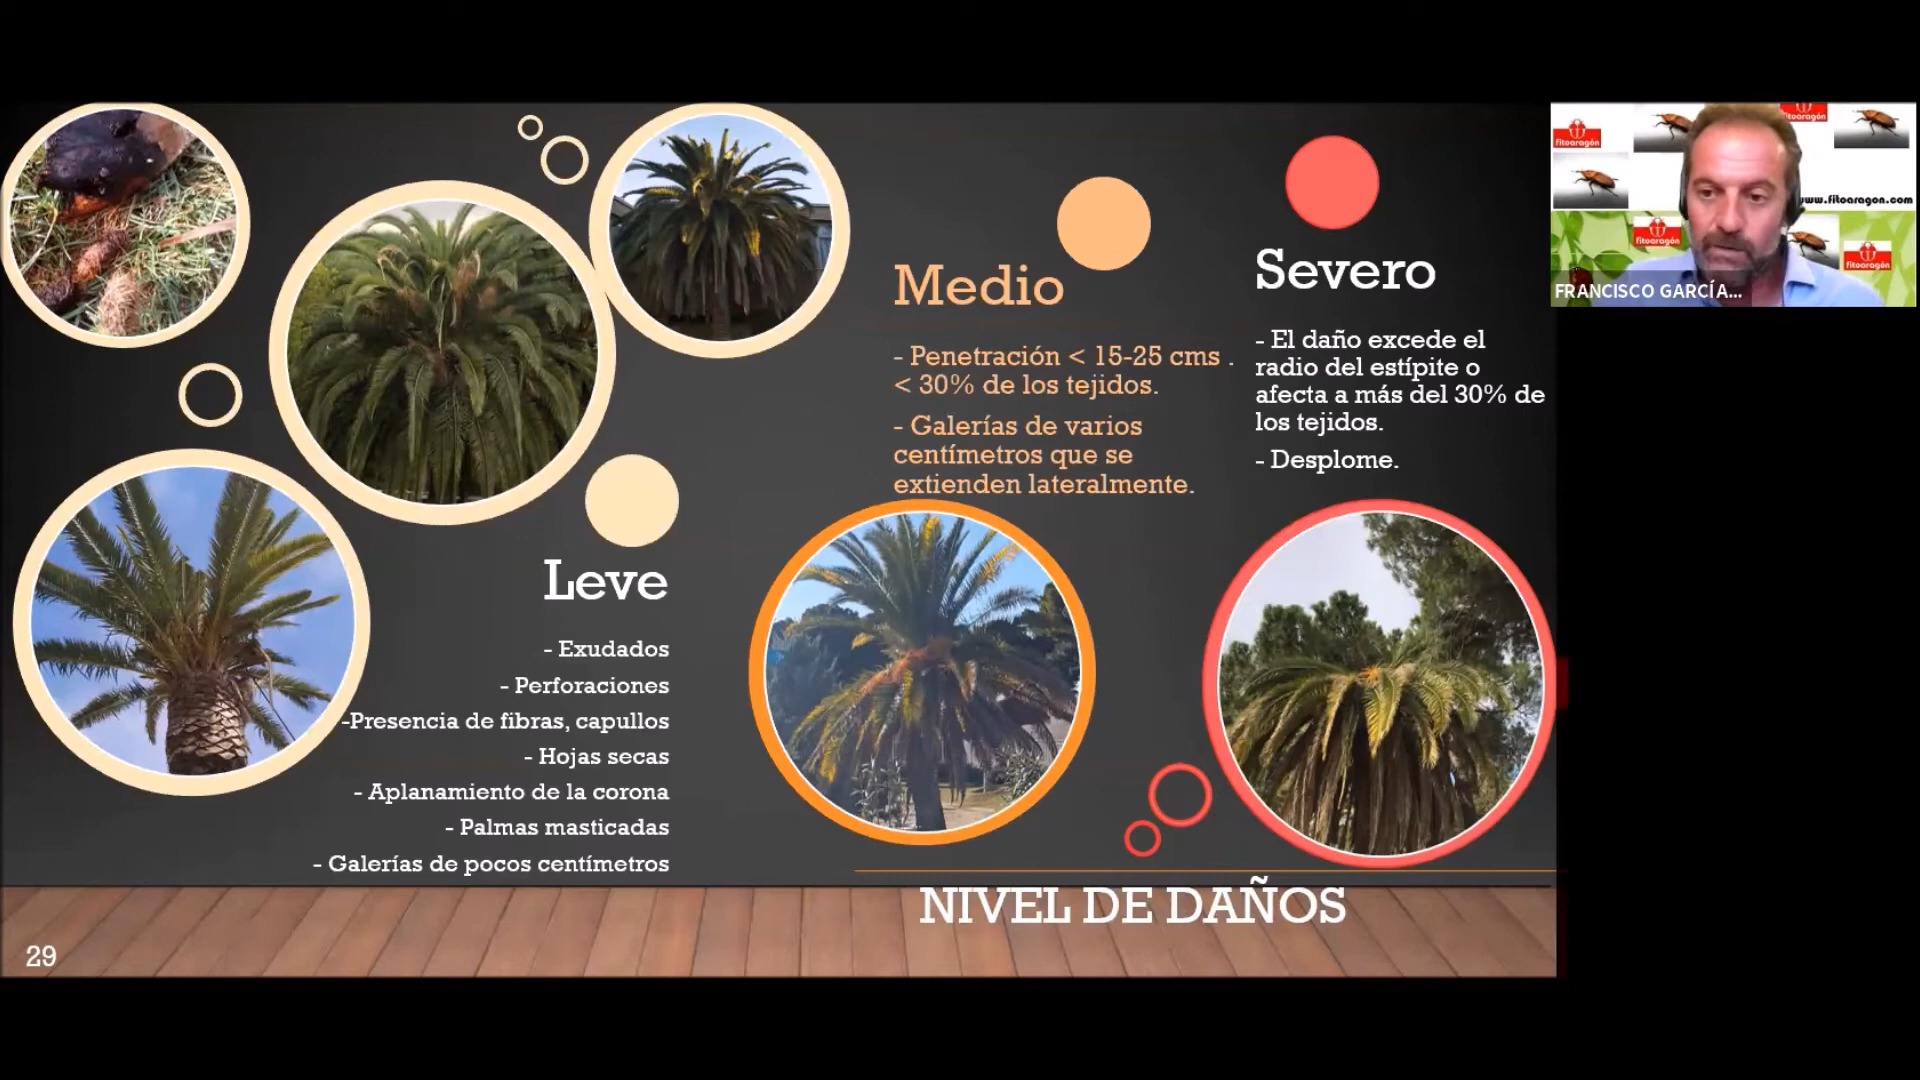 Leve
- Exudados
- Perforaciones
-Presencia de fibras, capullos
- Hojas secas
- Aplanamiento de la corona
- Palmas masticadas
- Galerías de pocos centímetros
Medio
- Penetración < 15-25 cms .
< 30% de los tejidos.
- Galerías de varios
centímetros que se
extienden lateralmente.
Severo
- El daño excede el
radio del estípite o
afecta a más del 30% de
los tejidos.
- Desplome.
NIVEL DE DAÑOS
29
fitoaragón
fitoaragón
www.fitoaragon.com
fitoaragón
fitoaragón
FRANCISCO GARCÍA...